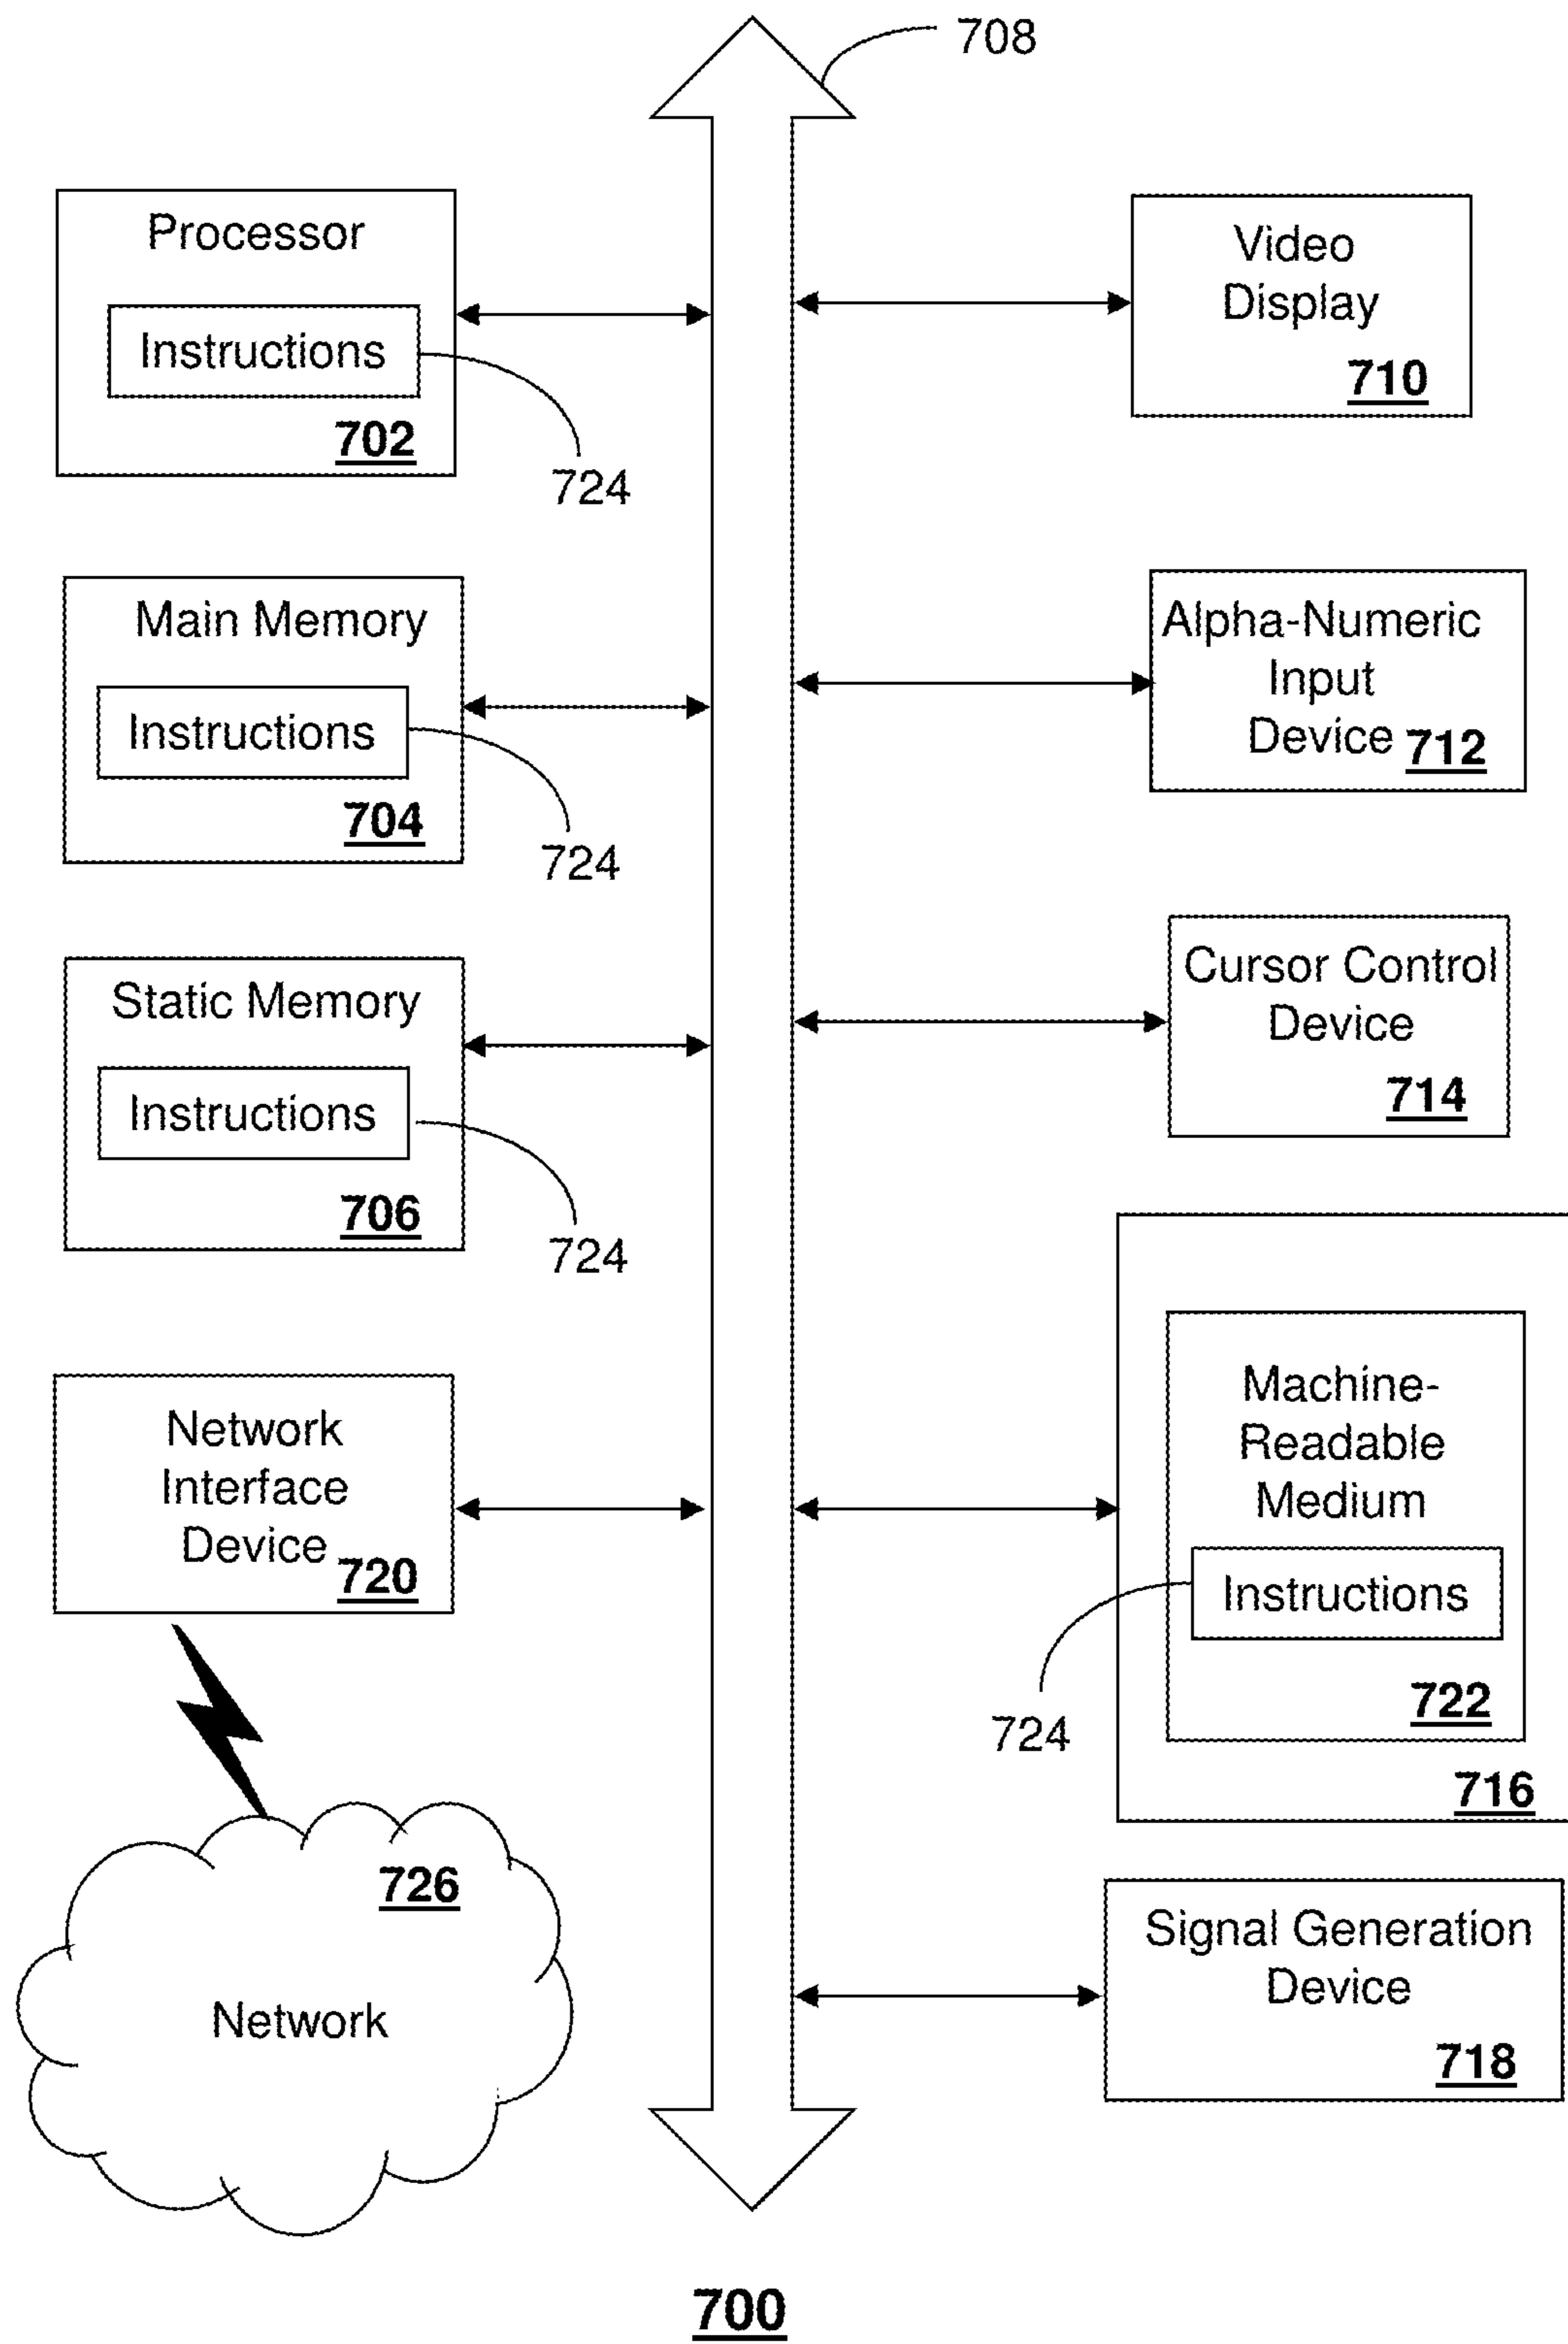 708
Processor
Instructions
702
724
Main Memory
Instructions
704
724
Static Memory
Instructions
706
724
Network
Interface
Device
720
726
Network
Video
Display
710
Alpha-Numeric
Input
Device 712
Cursor Control
Device
714
Machine-
Readable
Medium
Instructions
722
724
716
Signal Generation
Device
718
700